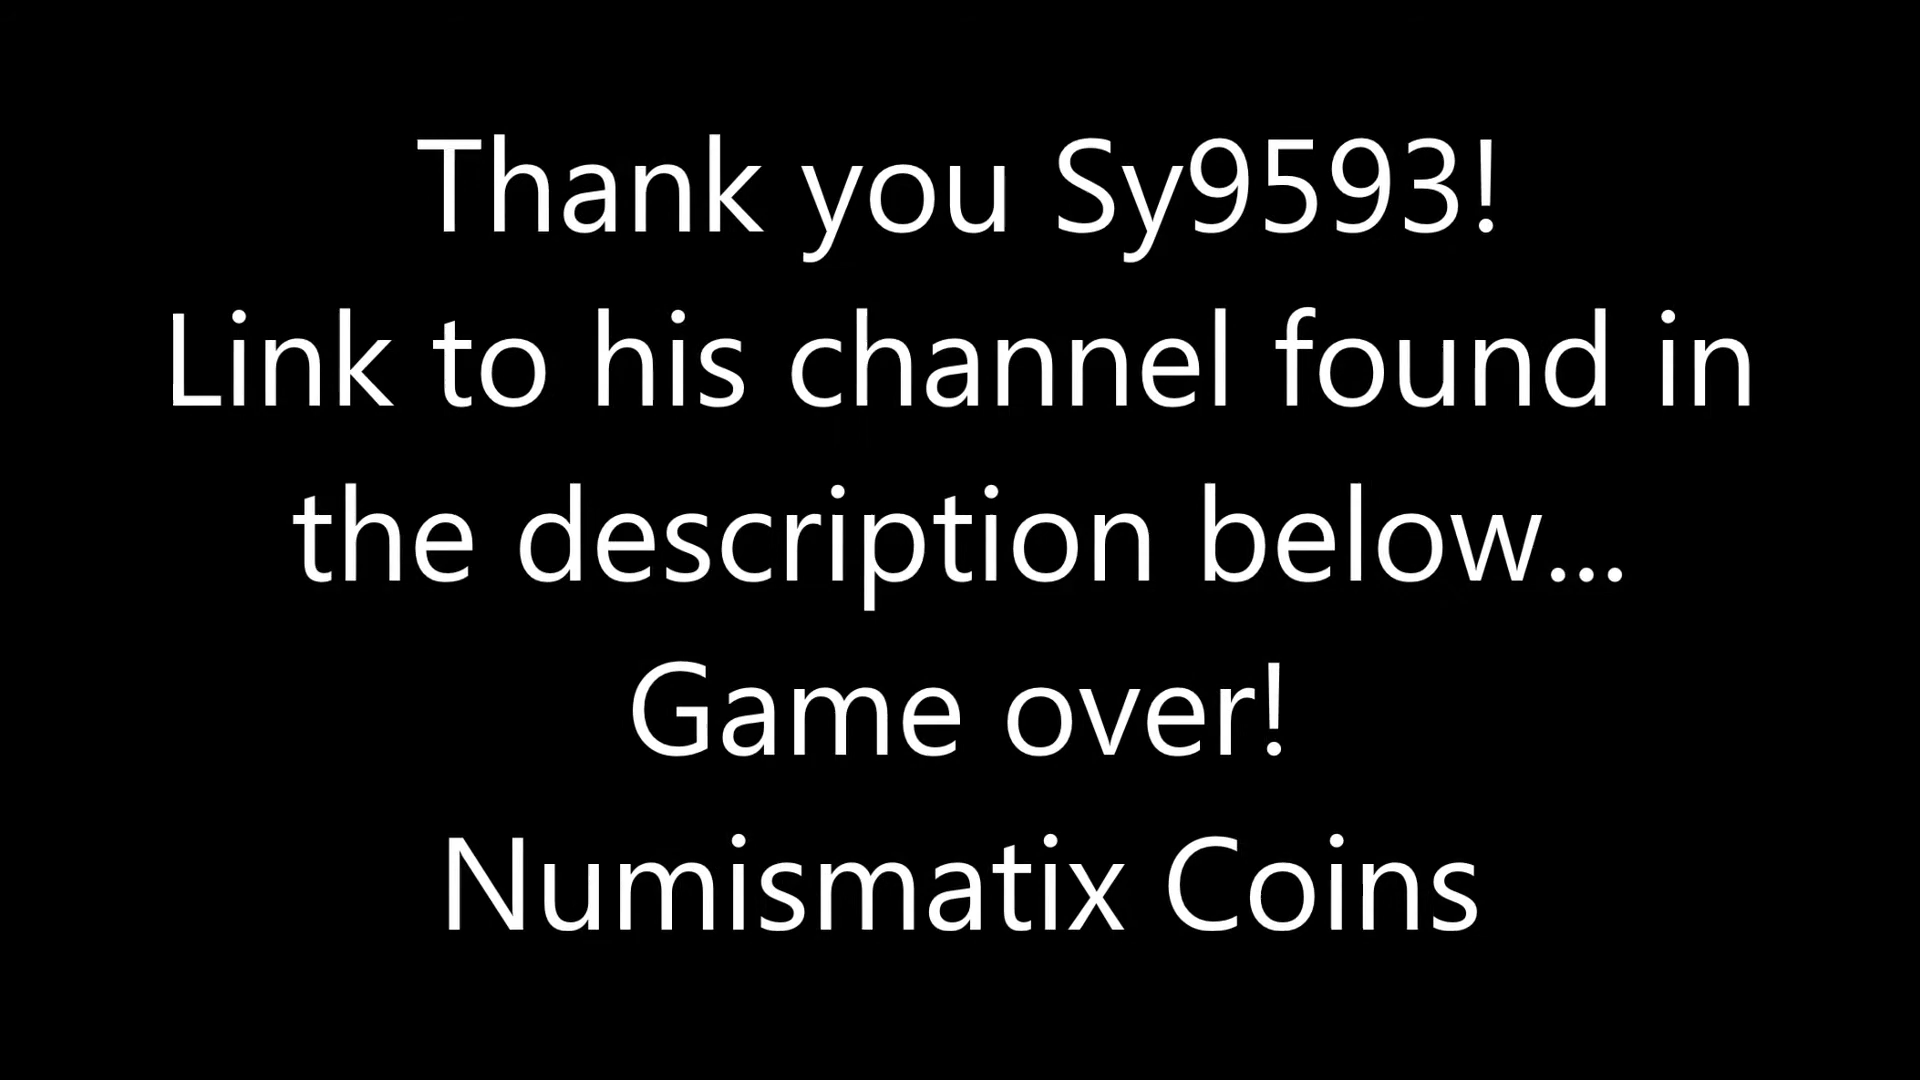 Thank you Sy9593!
Link to his channel found in
the description below...
Game over!
Numismatix Coins